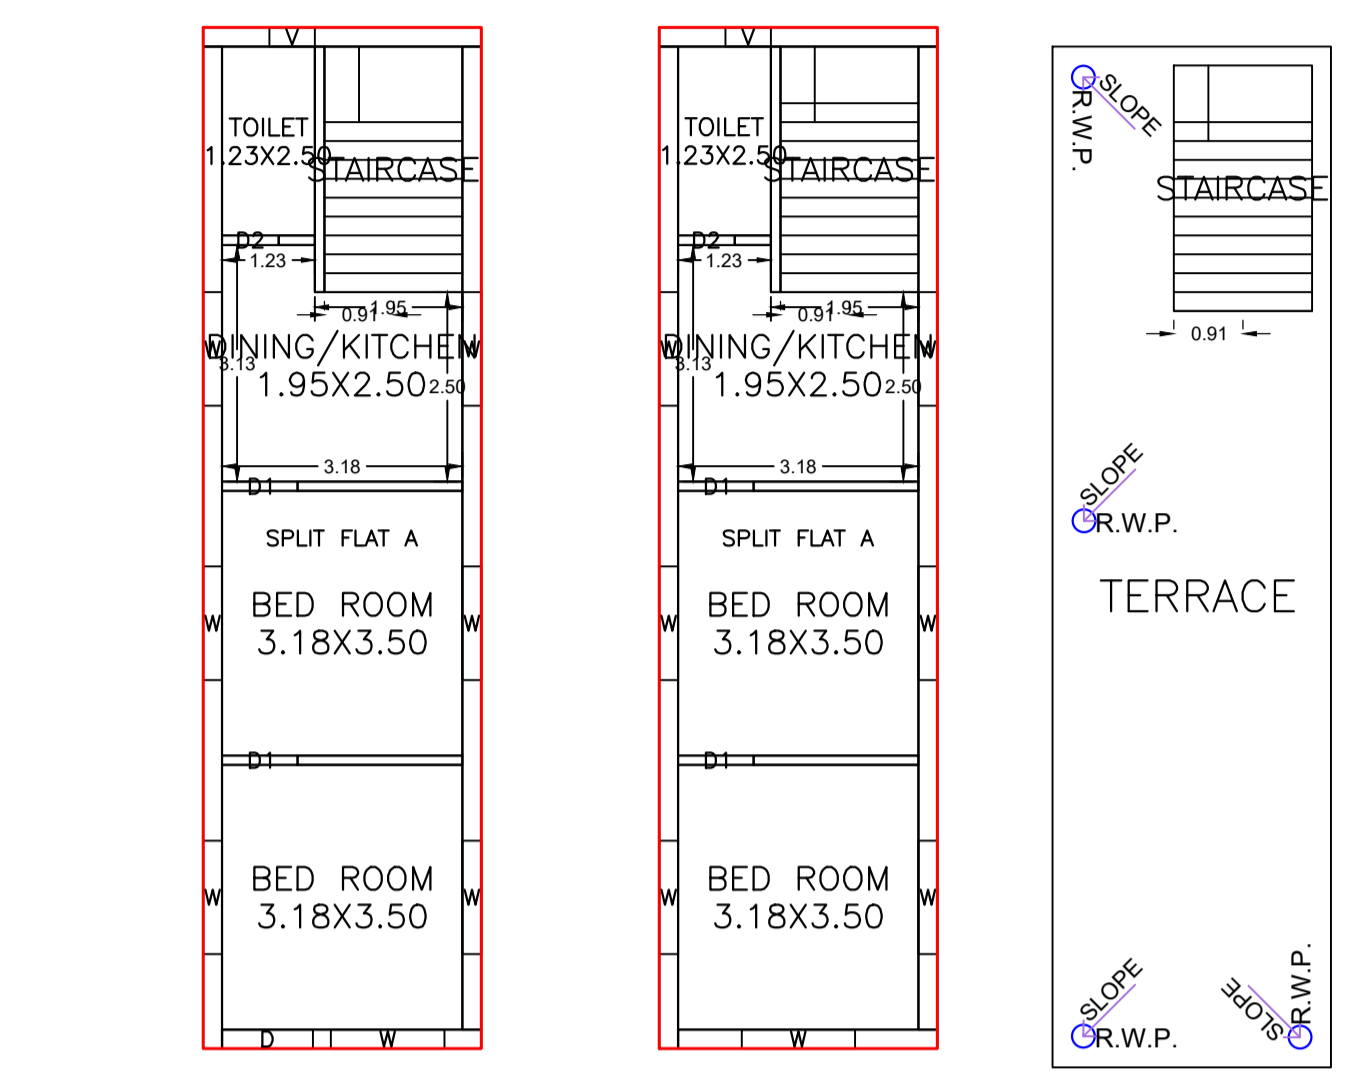 V
TOILET
1.23X2.50
STAIRCASE
D2
1.23
1.95
0.91
W
DINING/KITCHEN
W
3.13
1.95X2.50
2.50
3.18
D1
SPLIT FLAT A
BED ROOM
W
W
3.18X3.50
D1
BED ROOM
W
W
3.18X3.50
D
W
V
TOILET
1.23X2.50
STAIRCASE
D2
1.23
1.95
0.91
W
DINING/KITCHEN
W
3.13
1.95X2.50
2.50
3.18
D1
SPLIT FLAT A
BED ROOM
W
W
3.18X3.50
D1
BED ROOM
W
W
3.18X3.50
W
SLOPE
R.W.P.
STAIRCASE
0.91
SLOPE
R.W.P.
TERRACE
SLOPE
R.W.P.
SLOPE
R.W.P.